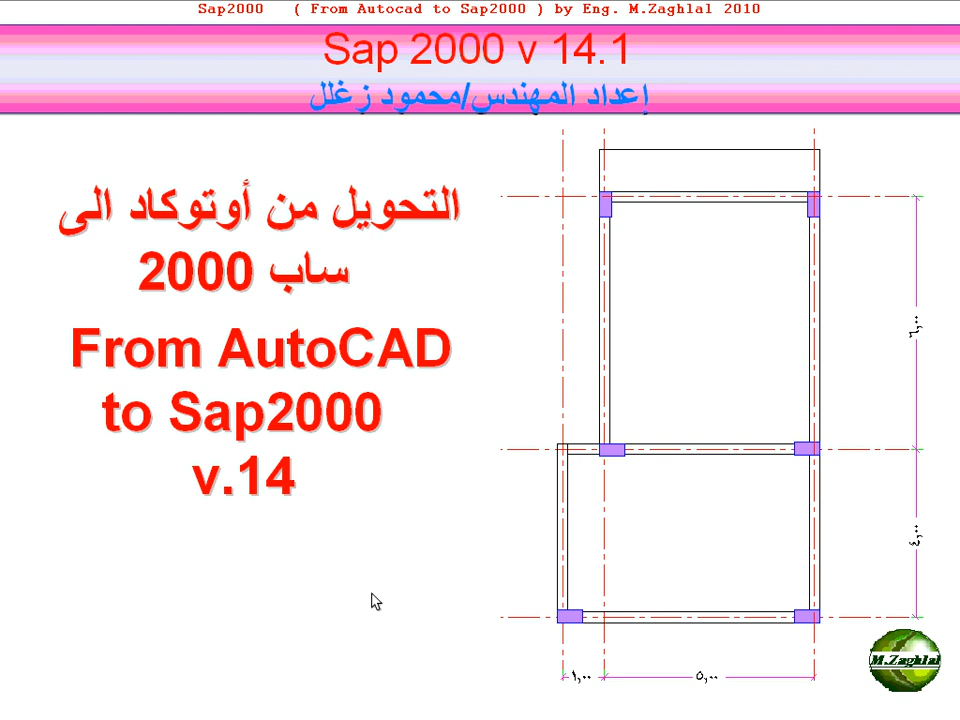 Sap2000   ( From Autocad to Sap2000 ) by Eng. M.Zaghlal 2010
Sap 2000 v 14.1
إعداد المهندس/محمود زغلل
التحويل من أوتوكاد الى
ساب 2000
From AutoCAD
to Sap2000
v.14
٦,٠٠
٤,٠٠
١,٠٠
٥,٠٠
M.Zaghlal